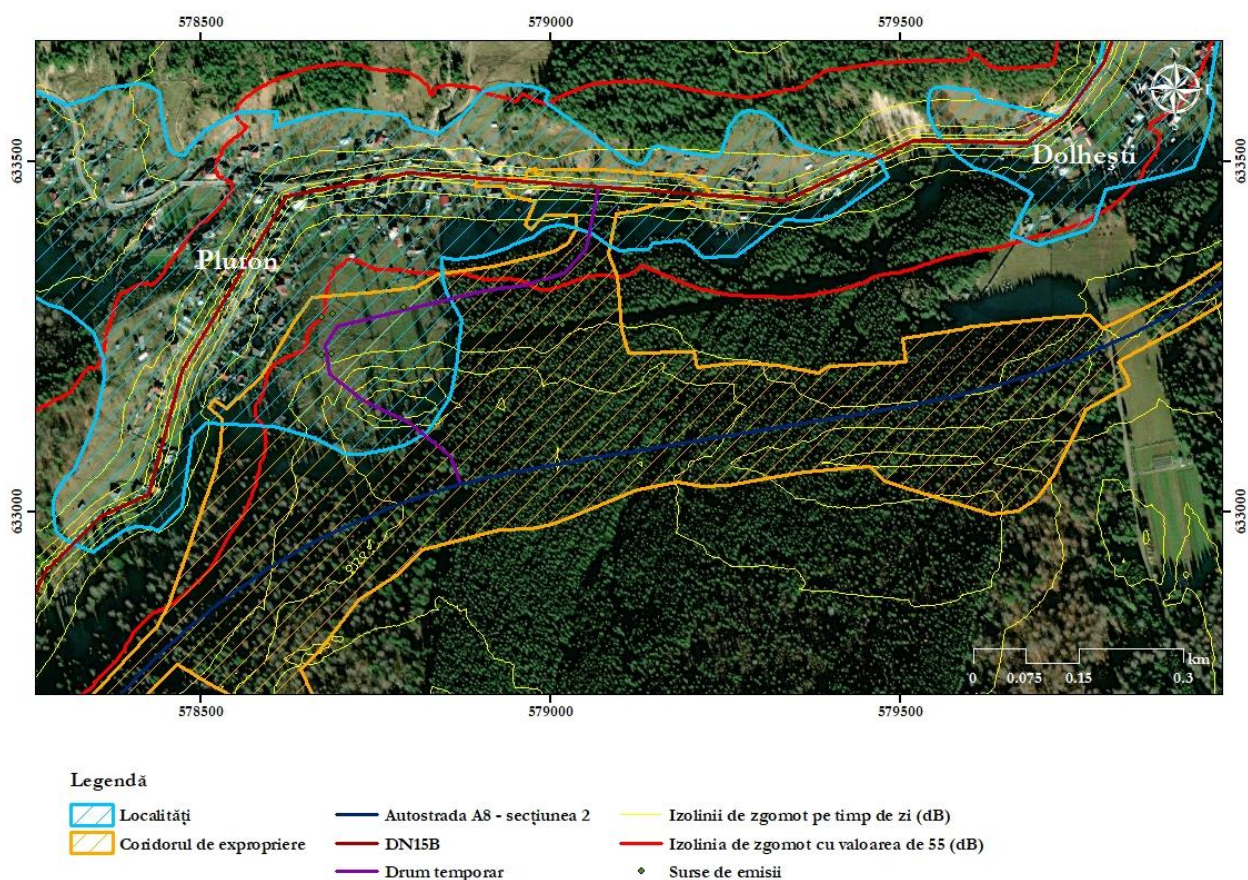 578500 579000 579500
633500 633500
N
W E
S
Dolhești
Pluton
633000 633000
km
0 0.075 0.15 0.3
578500 579000 579500
Legendă
Localități
Coridorul de expropriere
Autostrada A8 - secțiunea 2
DN15B
Drum temporar
Izolinii de zgomot pe timp de zi (dB)
Izolinia de zgomot cu valoarea de 55 (dB)
Surse de emisii